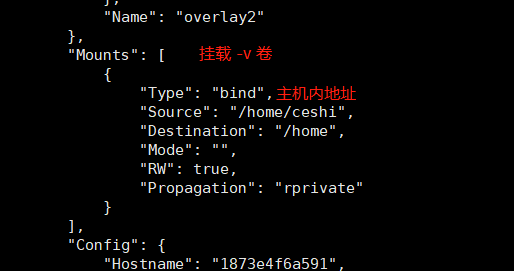 },
"Name": "overlay2"
},
"Mounts": [ 挂载 -v 卷
{
"Type": "bind",主机内地址
"Source": "/home/ceshi",
"Destination": "/home",
"Mode": "",
"RW": true,
"Propagation": "rprivate"
}
],
"Config": {
"Hostname": "1873e4f6a591",